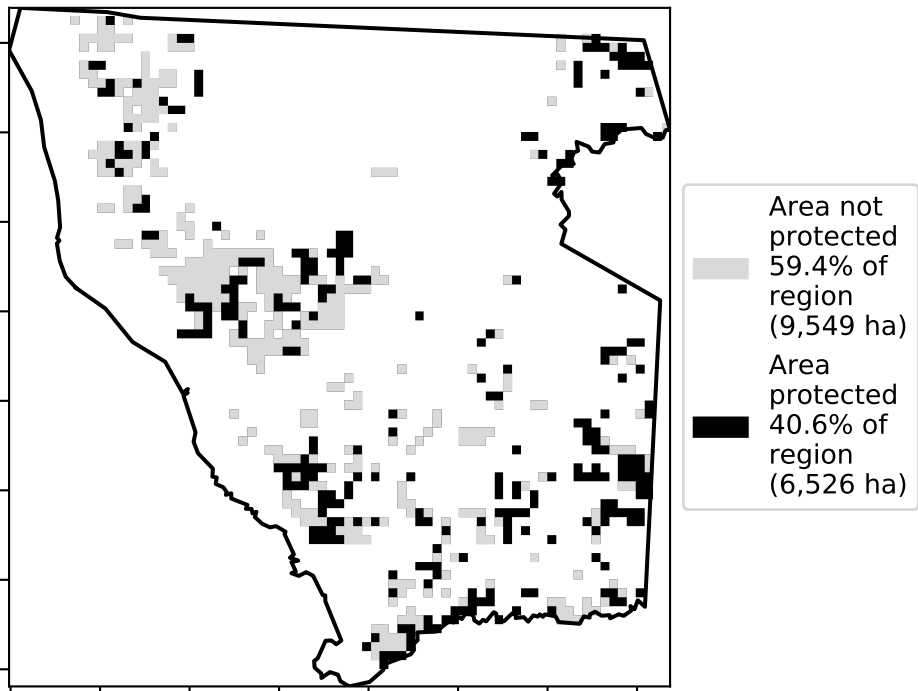 Area not
protected
59.4% of
region
(9,549 ha)
Area
protected
40.6% of
region
(6,526 ha)